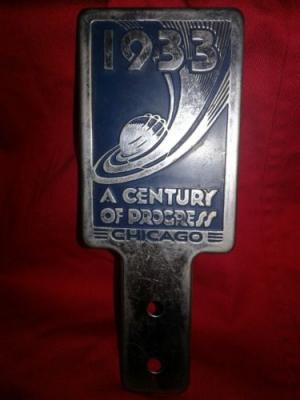 1933
A CENTURY
OF PROGRESS
CHICAGO